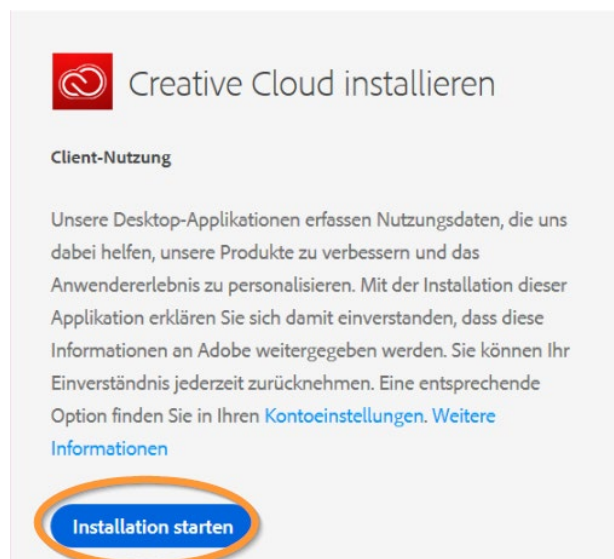 Creative Cloud installieren
Client-Nutzung
Unsere Desktop-Applikationen erfassen Nutzungsdaten, die uns
dabei helfen, unsere Produkte zu verbessern und das
Anwendererlebnis zu personalisieren. Mit der Installation dieser
Applikation erklären Sie sich damit einverstanden, dass diese
Informationen an Adobe weitergegeben werden. Sie können Ihr
Einverständnis jederzeit zurücknehmen. Eine entsprechende
Option finden Sie in Ihren Kontoeinstellungen. Weitere
Informationen
Installation starten